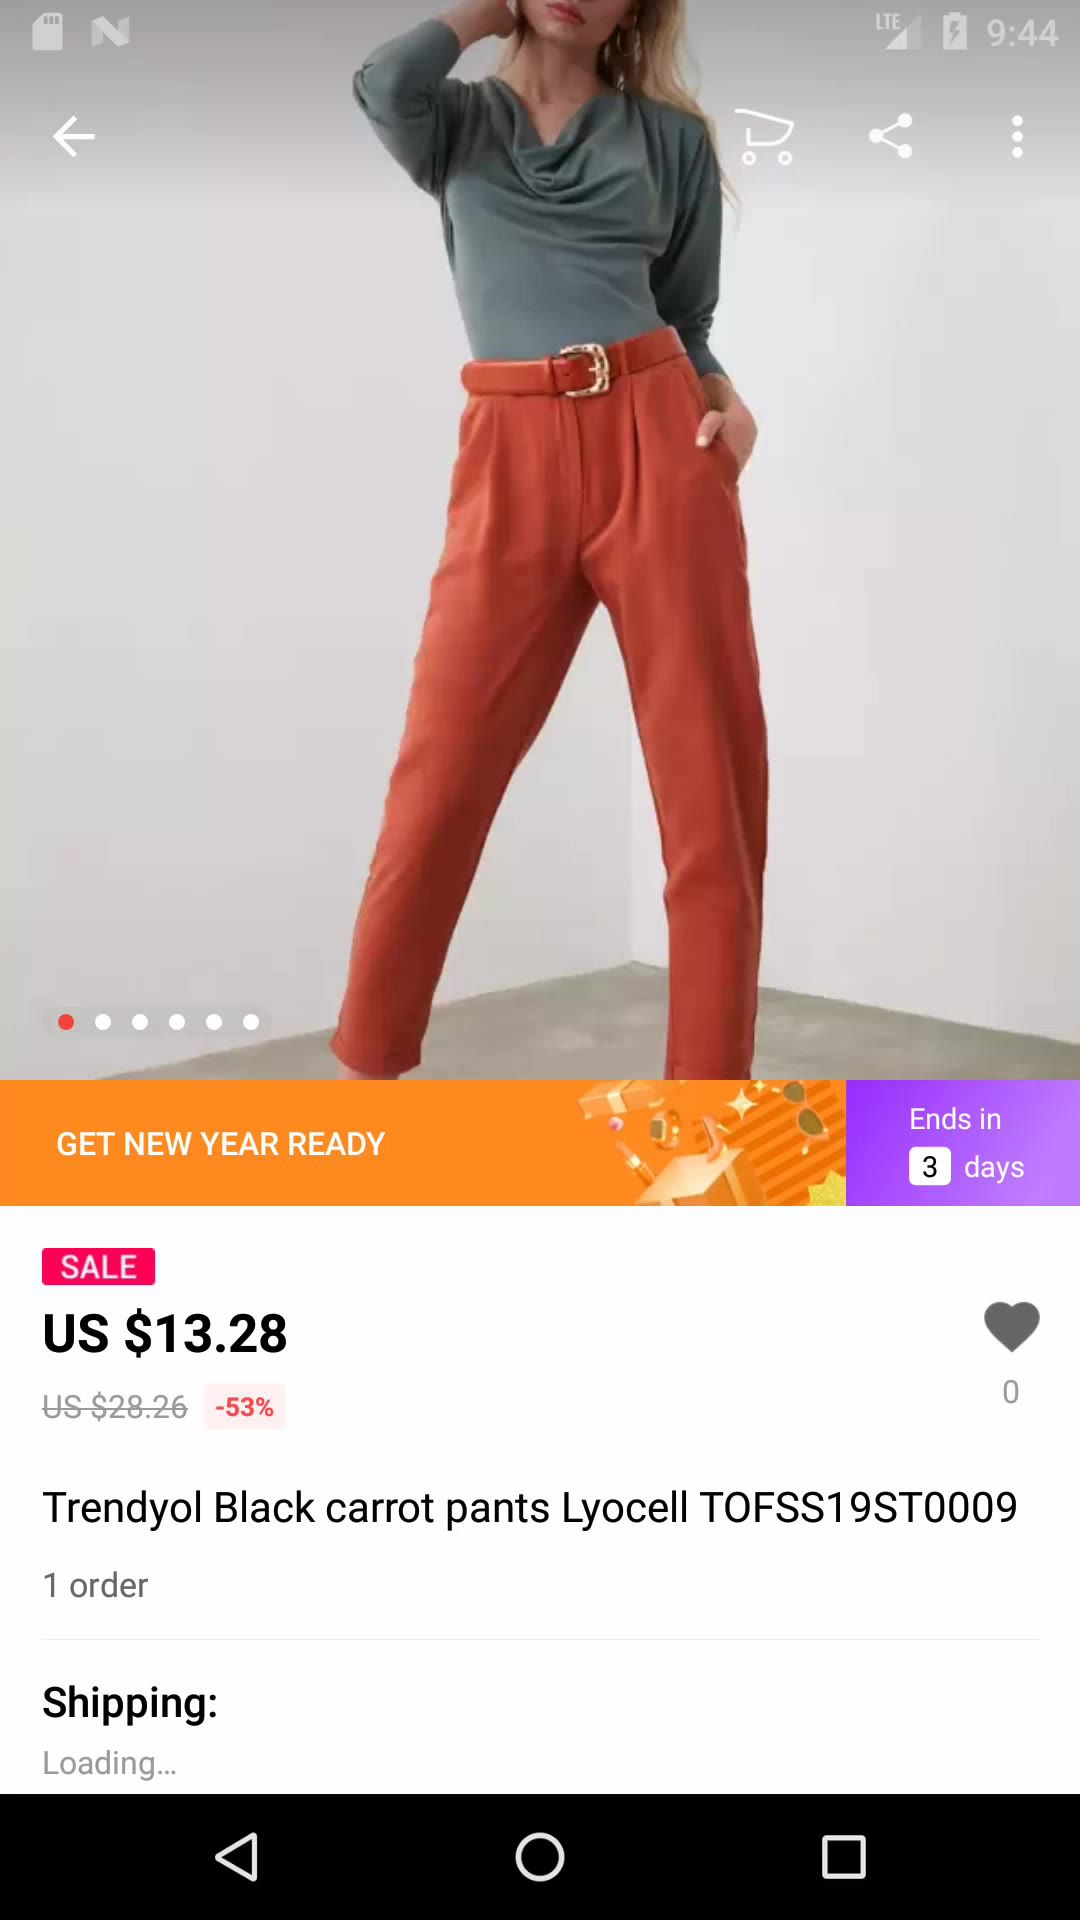 LTE 9:44
GET NEW YEAR READY
Ends in
3 days
SALE
US $13.28
US $28.26 -53%
0
Trendyol Black carrot pants Lyocell TOFSS19ST0009
1 order
Shipping:
Loading...